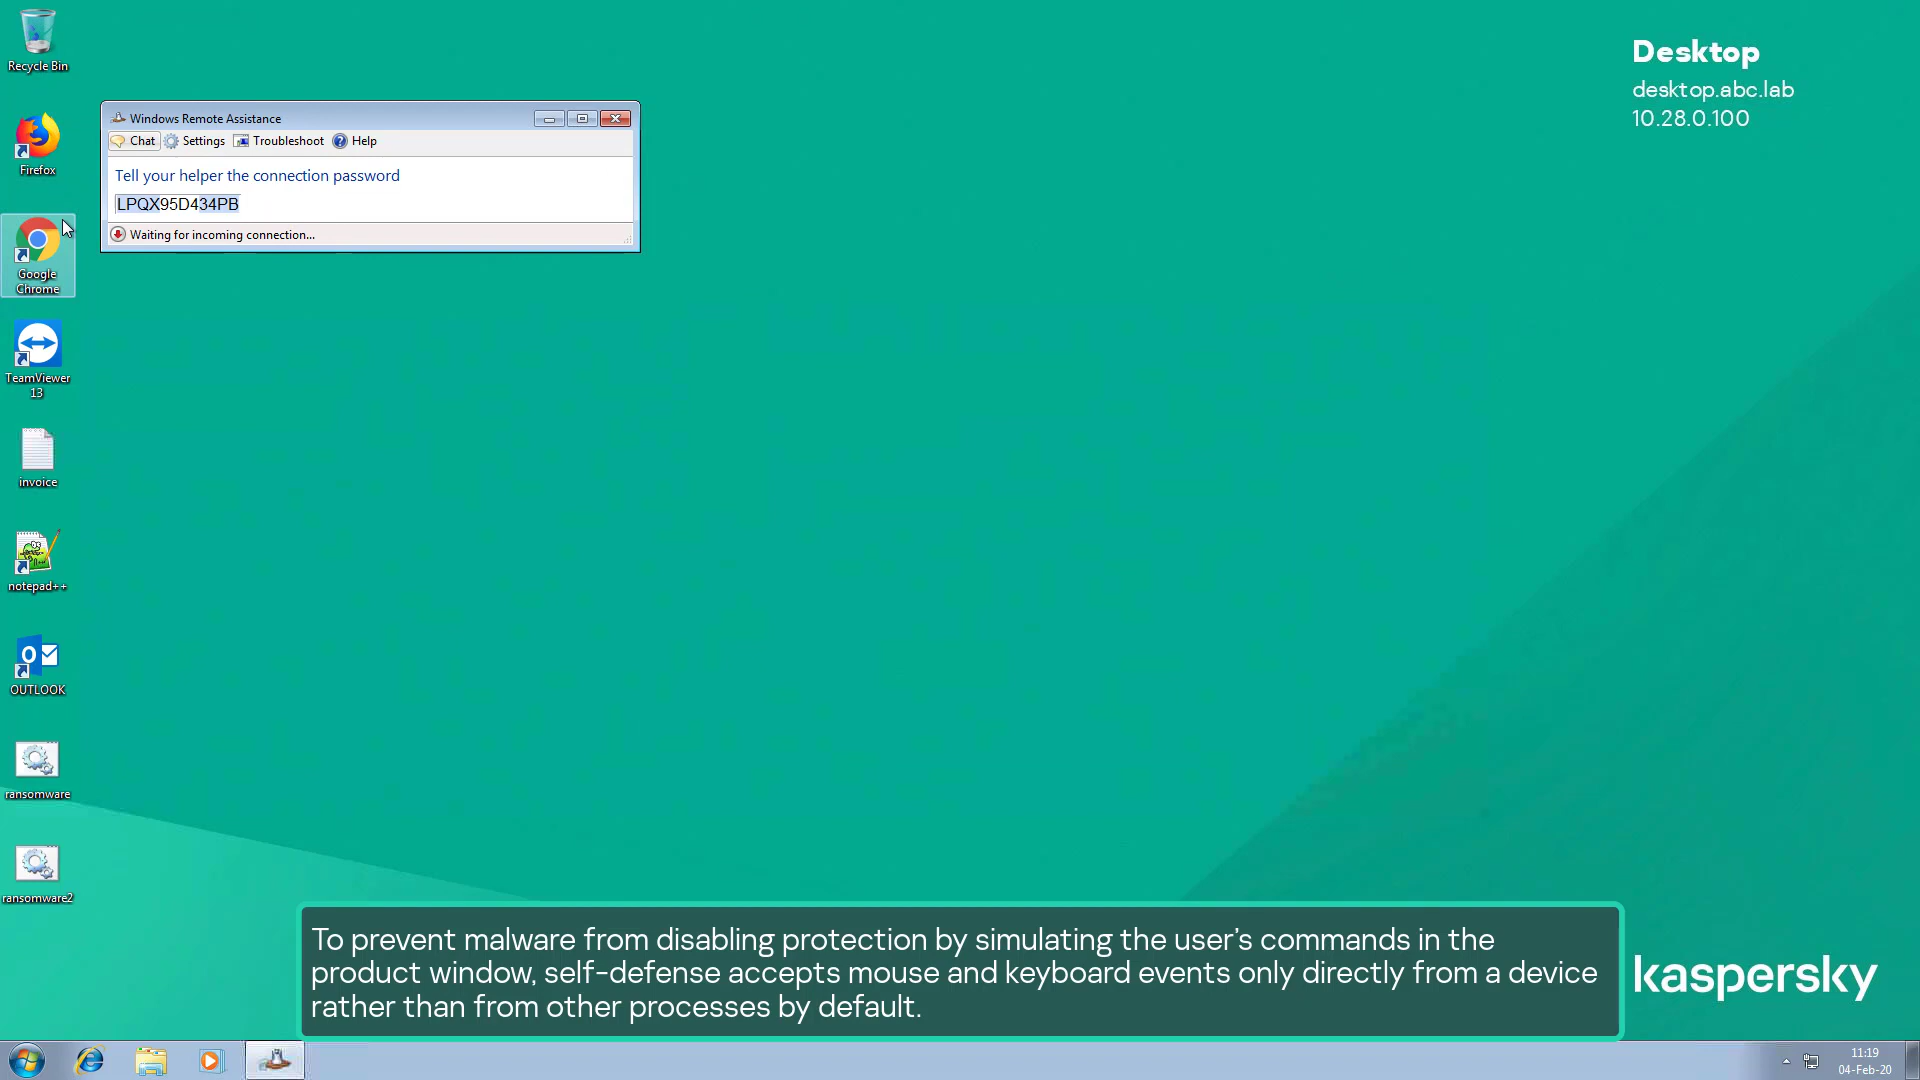 Recycle Bin
Firefox
Google
Chrome
TeamViewer
13
invoice
notepad++
OUTLOOK
ransomware
ransomware2
Windows Remote Assistance
Chat Settings Troubleshoot Help
Tell your helper the connection password
LPQX95D434PB
Waiting for incoming connection...
Desktop
desktop.abc.lab
10.28.0.100
To prevent malware from disabling protection by simulating the user’s commands in the
product window, self-defense accepts mouse and keyboard events only directly from a device
rather than from other processes by default.
kaspersky
11:19
04-Feb-20